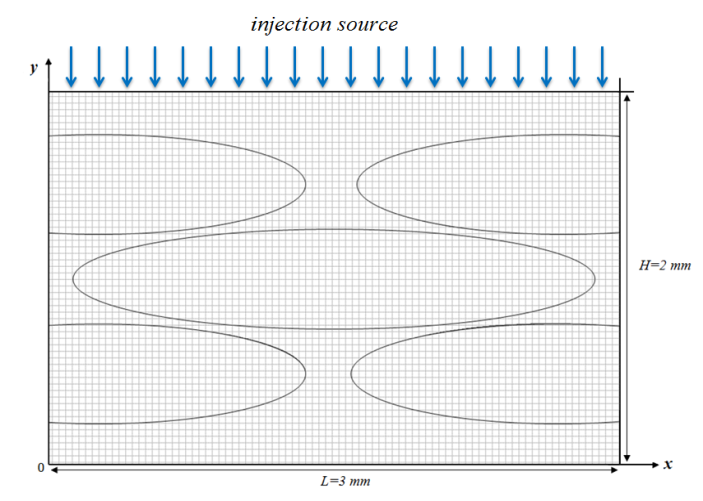 injection source
y
H=2 mm
0
x
L=3 mm